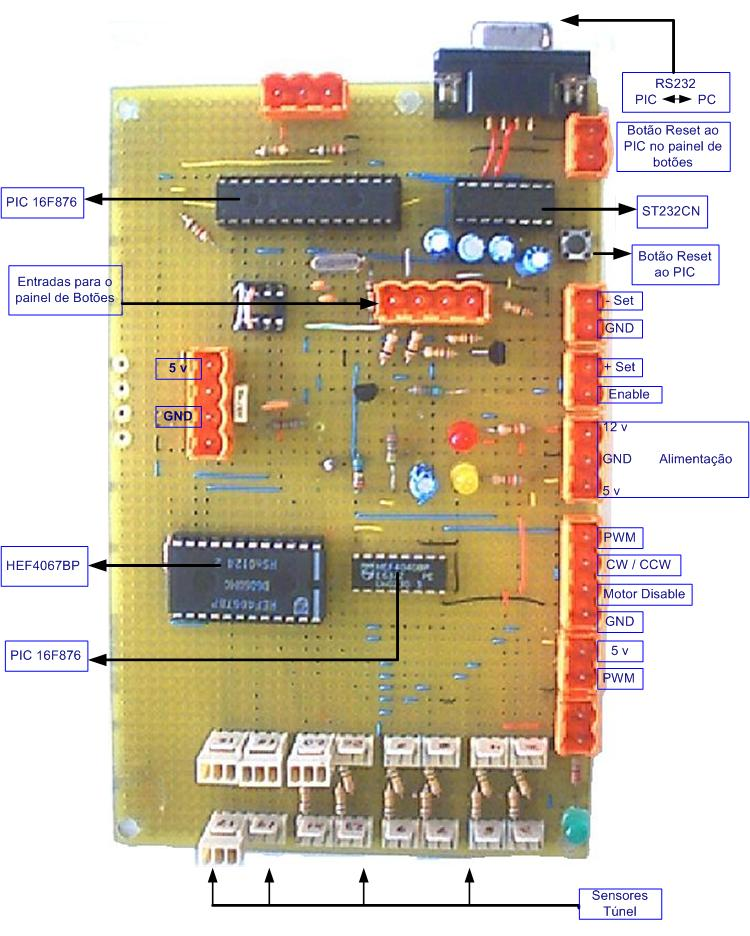 RS232
PIC ◄► PC
Botão Reset ao
PIC no painel de
botões
PIC 16F876
ST232CN
Botão Reset
ao PIC
Entradas para o
painel de Botões
- Set
GND
5 v
+ Set
Enable
GND
12 v
GND Alimentação
5 v
HEF4067BP
PWM
CW / CCW
HEF4040BP
Motor Disable
HEF4067BP
GND
PIC 16F876
5 v
PWM
Sensores
Túnel